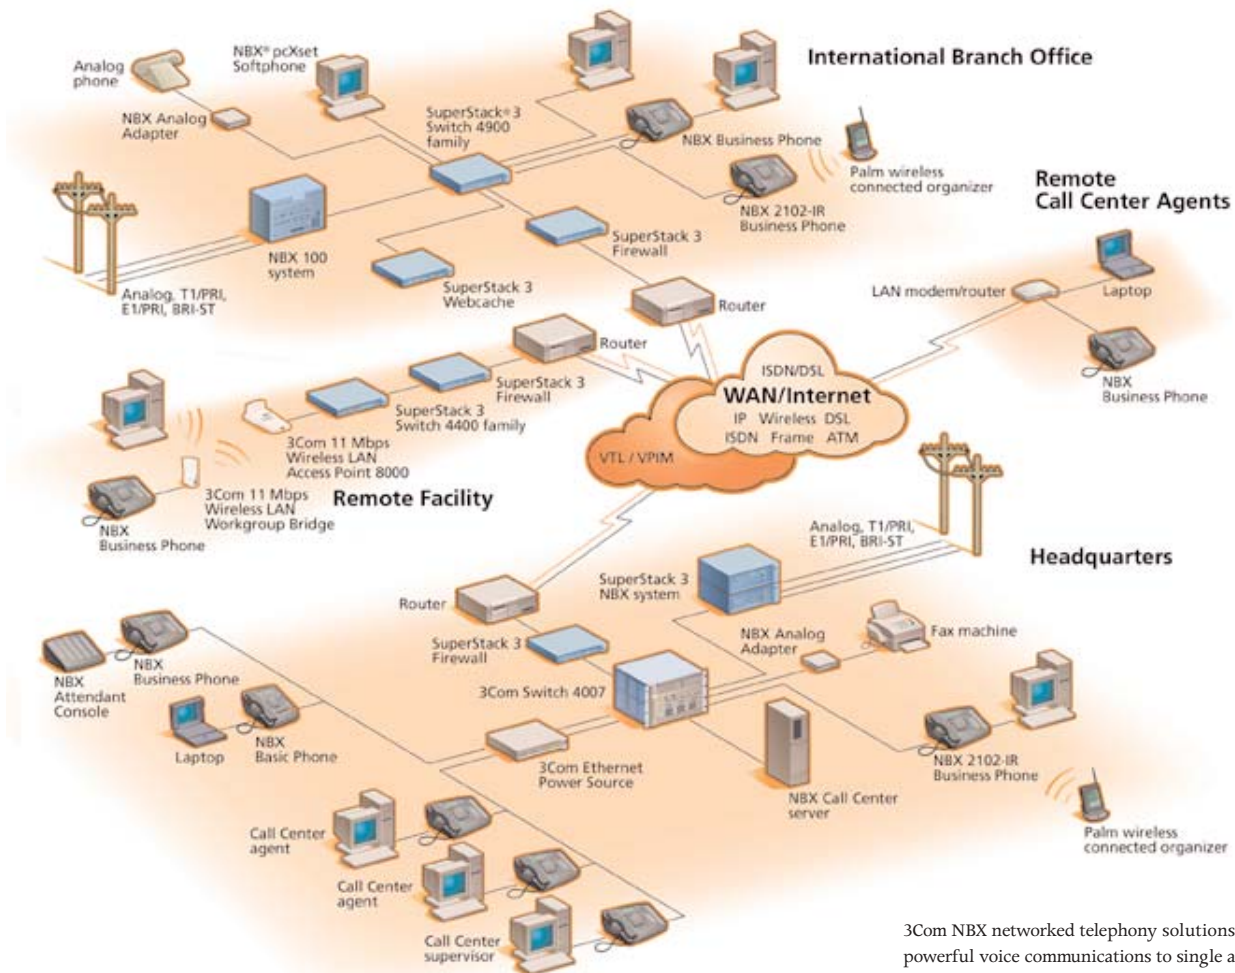 International Branch Office
Analog
phone
NBX® pcXset
Softphone
NBX Analog
Adapter
SuperStack® 3
Switch 4900
family
NBX Business Phone
Palm wireless
connected organizer
NBX 2102-IR
Business Phone
NBX 100
system
Analog, T1/PRI,
E1/PRI, BRI-ST
SuperStack 3
Webcache
SuperStack 3
Firewall
Router
Remote
Call Center Agents
LAN modem/router
Laptop
NBX
Business Phone
Router
SuperStack 3
Firewall
SuperStack 3
Switch 4400 family
3Com 11 Mbps
Wireless LAN
Access Point 8000
3Com 11 Mbps
Wireless LAN
Workgroup Bridge
NBX
Business Phone
Remote Facility
ISDN/DSL
WAN/Internet
IP Wireless DSL
ISDN Frame ATM
VTL / VPIM
Analog, T1/PRI,
E1/PRI, BRI-ST
Headquarters
SuperStack 3
NBX system
Router
SuperStack 3
Firewall
NBX Analog
Adapter
Fax machine
3Com Switch 4007
NBX
Attendant
Console
NBX
Business Phone
Laptop
NBX
Basic Phone
3Com Ethernet
Power Source
NBX Call Center
server
NBX 2102-IR
Business Phone
Palm wireless
connected organizer
Call Center
agent
Call Center
agent
Call Center
supervisor
3Com NBX networked telephony solutions
powerful voice communications to single a